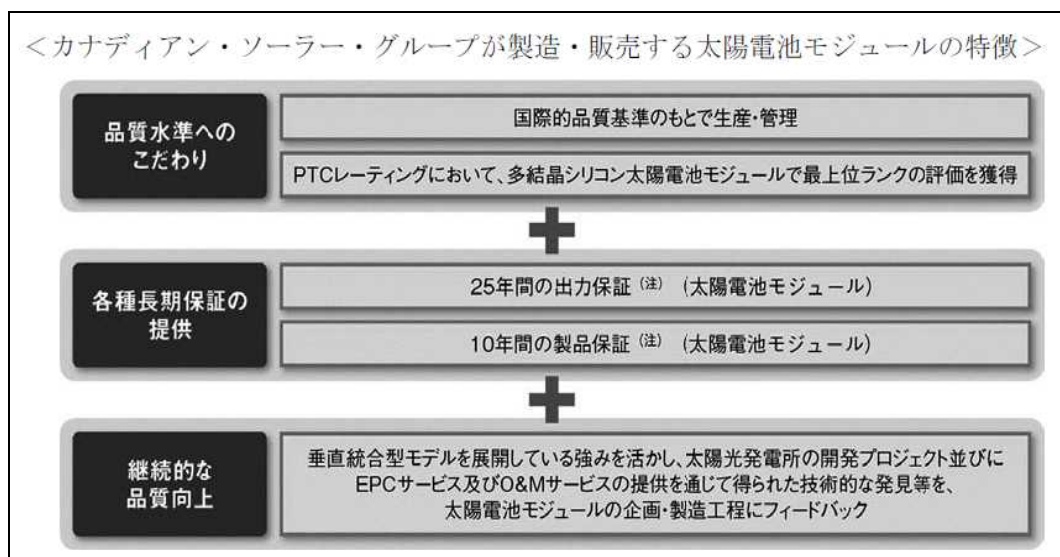 ＜カナディアン・ソーラー・グループが製造・販売する太陽電池モジュールの特徴＞
品質水準への
こだわり
国際的品質基準のもとで生産・管理
PTCレーティングにおいて、多結晶シリコン太陽電池モジュールで最上位ランクの評価を獲得
各種長期保証の
提供
25年間の出力保証（注）（太陽電池モジュール）
10年間の製品保証（注）（太陽電池モジュール）
継続的な
品質向上
垂直統合型モデルを展開している強みを活かし、太陽光発電所の開発プロジェクト並びに
EPCサービス及びO&Mサービスの提供を通じて得られた技術的な発見等を、
太陽電池モジュールの企画・製造工程にフィードバック